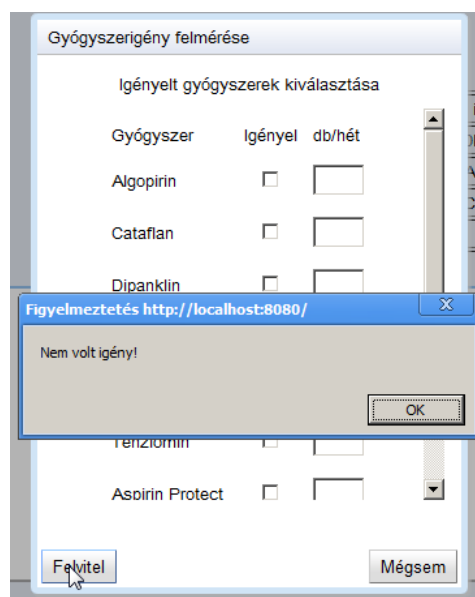 Gyógyszerigény felmérése
Igényelt gyógyszerek kiválasztása
Gyógyszer Igényel db/hét
Algopirin
Cataflan
Dipanklin
Figyelmeztetés http://localhost:8080/
Nem volt igény!
OK
Aspirin Protect
Felvitel Mégsem